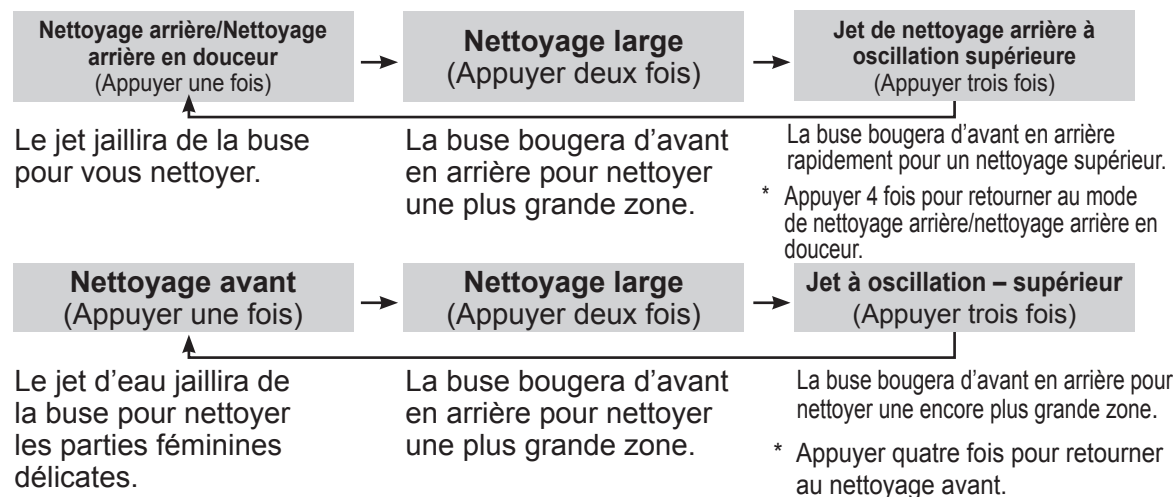 Nettoyage arrière/Nettoyage
arrière en douceur
(Appuyer une fois)
Nettoyage large
(Appuyer deux fois)
Jet de nettoyage arrière à
oscillation supérieure
(Appuyer trois fois)
Le jet jaillira de la buse
pour vous nettoyer.
La buse bougera d’avant
en arrière pour nettoyer
une plus grande zone.
La buse bougera d’avant en arrière
rapidement pour un nettoyage supérieur.
* Appuyer 4 fois pour retourner au mode
de nettoyage arrière/nettoyage arrière en
douceur.
Nettoyage avant
(Appuyer une fois)
Nettoyage large
(Appuyer deux fois)
Jet à oscillation – supérieur
(Appuyer trois fois)
Le jet d’eau jaillira de
la buse pour nettoyer
les parties féminines
délicates.
La buse bougera d’avant
en arrière pour nettoyer
une plus grande zone.
La buse bougera d’avant en arrière pour
nettoyer une encore plus grande zone.
* Appuyer quatre fois pour retourner
au nettoyage avant.